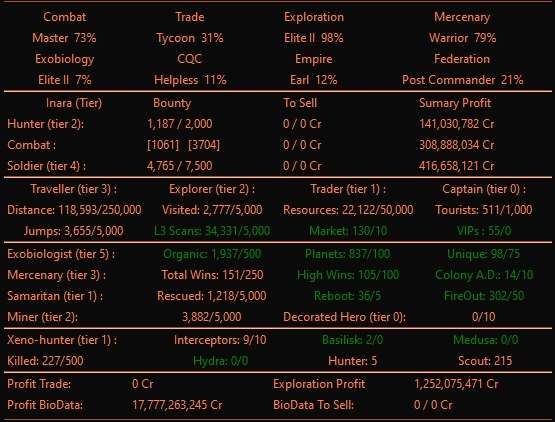 Combat Trade Exploration Mercenary
Master 73% Tycoon 31% Elite II 98% Warrior 79%
Exobiology CQC Empire Federation
Elite II 7% Helpless 11% Earl 12% Post Commander 21%
Inara (Tier) Bounty To Sell Sumary Profit
Hunter (tier 2): 1,187 / 2,000 0 / 0 Cr 141,030,782 Cr
Combat : [1061] [3704] 0 / 0 Cr 308,888,034 Cr
Soldier (tier 4) : 4,765 / 7,500 0 / 0 Cr 416,658,121 Cr
Traveller (tier 3) : Explorer (tier 2) : Trader (tier 1) : Captain (tier 0) :
Distance: 118,593/250,000 Visited: 2,777/5,000 Resources: 22,122/50,000 Tourists: 511/1,000
Jumps: 3,655/5,000 L3 Scans: 34,331/5,000 Market: 130/10 VIPs : 55/0
Exobiologist (tier 5) : Organic: 1,937/500 Planets: 837/100 Unique: 98/75
Mercenary (tier 3) : Total Wins: 151/250 High Wins: 105/100 Colony A.D.: 14/10
Samaritan (tier 1) : Rescued: 1,218/5,000 Reboot: 36/5 FireOut: 302/50
Miner (tier 2): 3,882/5,000 Decorated Hero (tier 0): 0/10
Xeno-hunter (tier 1) : Interceptors: 9/10 Basilisk: 2/0 Medusa: 0/0
Killed: 227/500 Hydra: 0/0 Hunter: 5 Scout: 215
Profit Trade: 0 Cr Exploration Profit 1,252,075,471 Cr
Profit BioData: 17,777,263,245 Cr BioData To Sell: 0 / 0 Cr